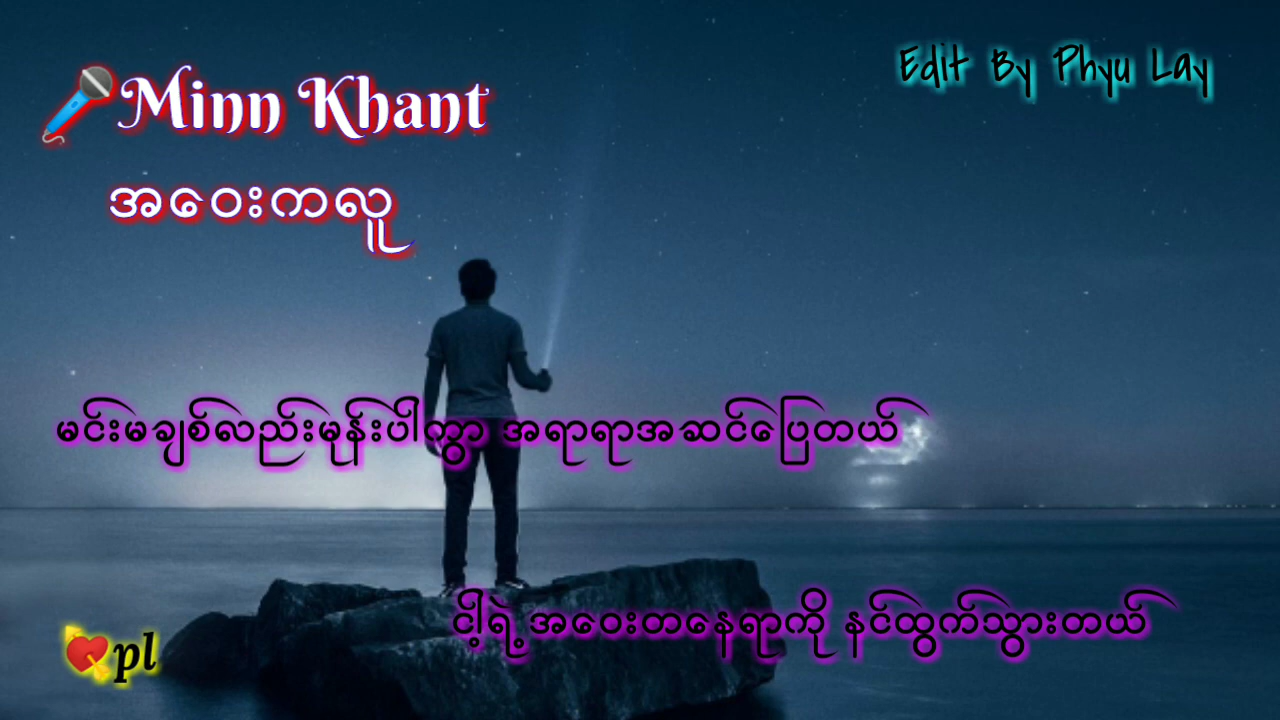 Edit By Phyu Lay
🎤Minn Khant
အဝေးကလူ
မင်းမချစ်လည်းမုန်းပါကွာ အရာရာအဆင်ပြေတယ်
ငါ့ရဲ့အဝေးတနေရာကို နင်ထွက်သွားတယ်
💘pl